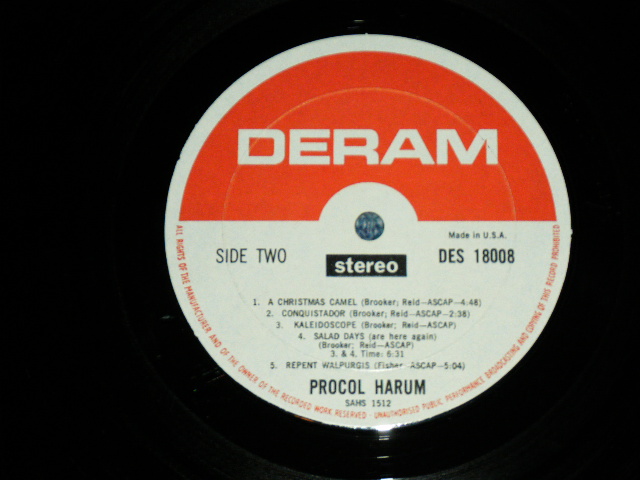 DERAM
Made in U.S.A.
SIDE TWO
stereo
DES 18008
1. A CHRISTMAS CAMEL (Brooker; Reid—ASCAP—4:48)
2. CONQUISTADOR (Brooker; Reid—ASCAP—2:38)
3. KALEIDOSCOPE (Brooker; Reid—ASCAP)
4. SALAD DAYS (are here again)
(Brooker; Reid—ASCAP)
3. & 4. Time: 6:31
5. REPENT WALPURGIS (Fisher—ASCAP—5:04)
PROCOL HARUM
SAHS 1512
ALL RIGHTS OF THE MANUFACTURER AND OF THE OWNER OF THE RECORDED WORK RESERVED · UNAUTHORISED PUBLIC PERFORMANCE BROADCASTING AND COPYING OF THIS RECORD PROHIBITED